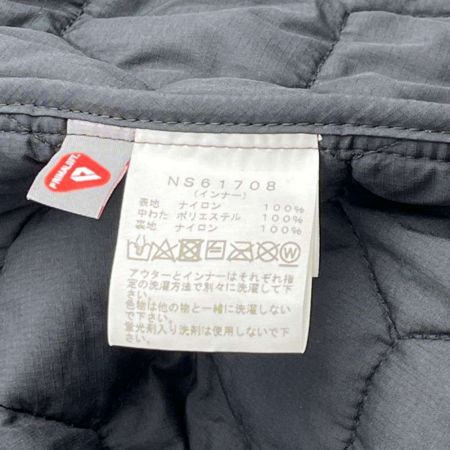 PRIMALOFT
NS61708
(インナー)
表地 ナイロン 100%
中わた ポリエステル 100%
裏地 ナイロン 100%
アウターとインナーはそれぞれ指
定の洗濯方法で別々に洗濯して下
さい。
色物は他の物と一緒に洗濯しない
で下さい。
蛍光剤入り洗剤は使用しないで下
さい。